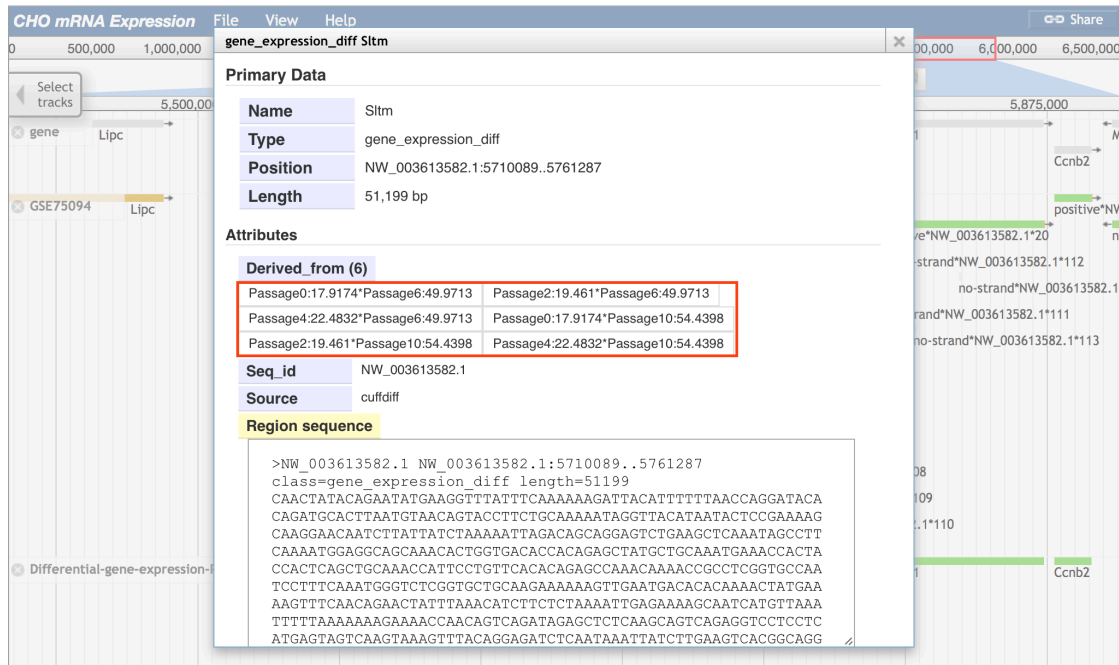 CHO mRNA Expression File View Help Share
0 500,000 1,000,000 00,000 6,000,000 6,500,000
gene_expression_diff Sltm
Select
tracks
5,500,00 5,875,000
gene Lipc
Ccnb2
GSE75094 Lipc
positive*NW
ve*NW_003613582.1*20
-strand*NW_003613582.1*112
no-strand*NW_003613582.1
rand*NW_003613582.1*111
no-strand*NW_003613582.1*113
08
109
.1*110
Differential-gene-expression-
Ccnb2
Primary Data
Name Sltm
Type gene_expression_diff
Position NW_003613582.1:5710089..5761287
Length 51,199 bp
Attributes
Derived_from (6)
Passage0:17.9174*Passage6:49.9713 Passage2:19.461*Passage6:49.9713
Passage4:22.4832*Passage6:49.9713 Passage0:17.9174*Passage10:54.4398
Passage2:19.461*Passage10:54.4398 Passage4:22.4832*Passage10:54.4398
Seq_id NW_003613582.1
Source cuffdiff
Region sequence
>NW_003613582.1 NW_003613582.1:5710089..5761287
class=gene_expression_diff length=51199
CAACTATACAGAATATGAAGGTTTATTTCAAAAAAGATTACATTTTTTAACCAGGATACA
CAGATGCACTTAATGTAACAGTACCTTCTGCAAAAATAGGTTACATAATACTCCGAAAAG
CAAGGAACAATCTTATTATCTAAAAATTAGACAGCAGGAGTCTGAAGCTCAAATAGCCTT
CAAAATGGAGGCAGCAAACACTGGTGACACCACAGAGCTATGCTGCAAATGAAACCACTA
CCACTCAGCTGCAAACCATTCCTGTTCACACAGAGCCAAACAAAACCGCCTCGGTGCCAA
TCCTTTCAAATGGGTCTCGGTGCTGCAAGAAAAAAGTTGAATGACACACAAAACTATGAA
AAGTTTCAACAGAACTATTTAAACATCTTCTCTAAAATTGAGAAAAGCAATCATGTTAAA
TTTTTAAAAAAAGAAAACCAACAGTCAGATAGAGCTCTCAAGCAGTCAGAGGTCCTCCTC
ATGAGTAGTCAAGTAAAGTTTACAGGAGATCTCAATAAATTATCTTGAAGTCACGGCAGG